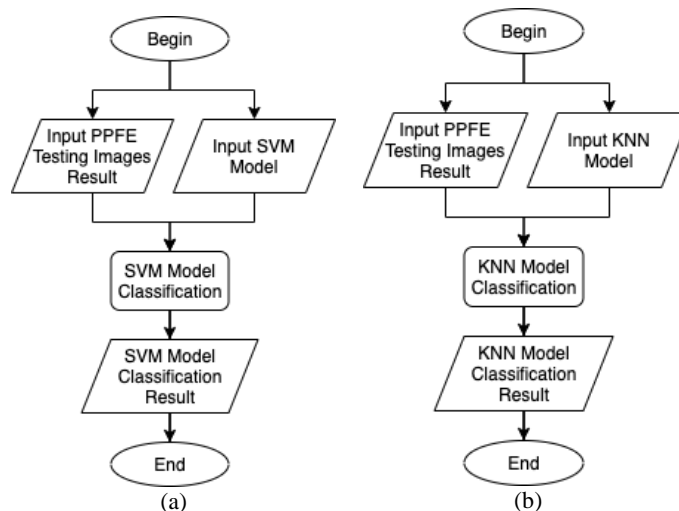 Begin
Input PPFE
Testing Images
Result
Input SVM
Model
SVM Model
Classification
SVM Model
Classification
Result
End
(a)
Begin
Input PPFE
Testing Images
Result
Input KNN
Model
KNN Model
Classification
KNN Model
Classification
Result
End
(b)